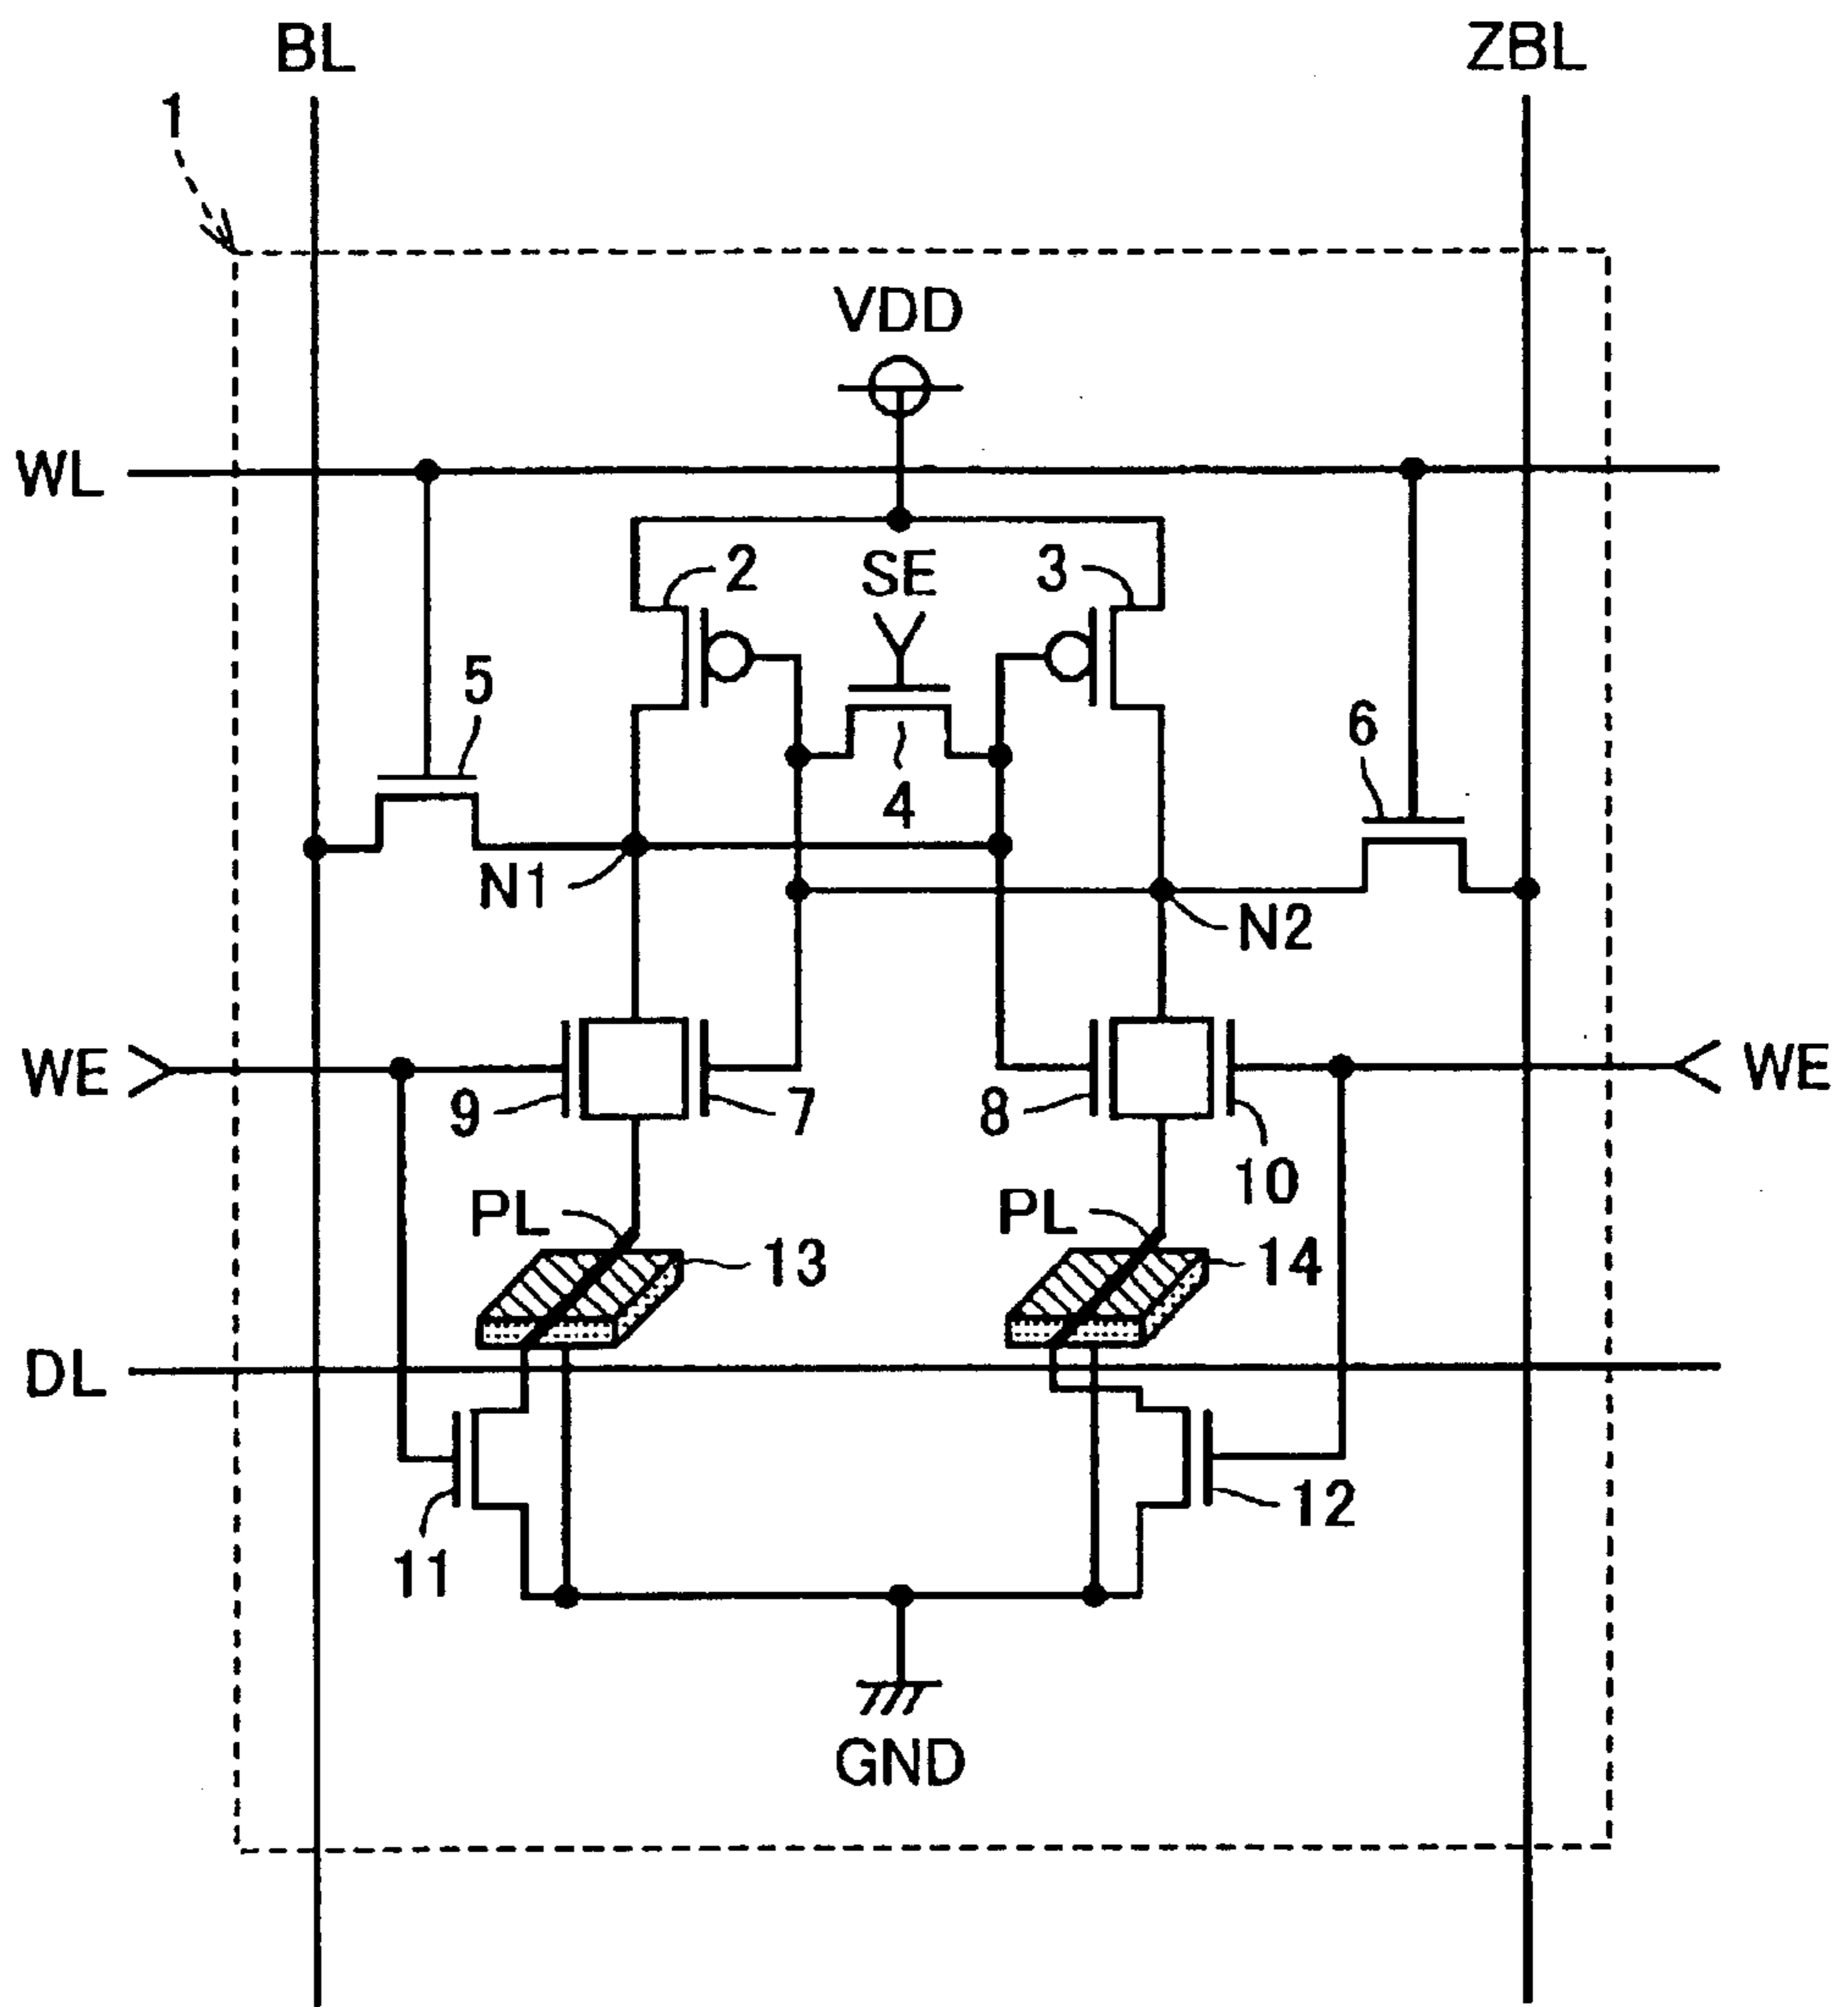 BL ZBL
1
VDD
WL
2 SE 3
5 6
4
N1 N2
WE WE
9 7 8 10
PL PL
13 14
DL
11 12
GND